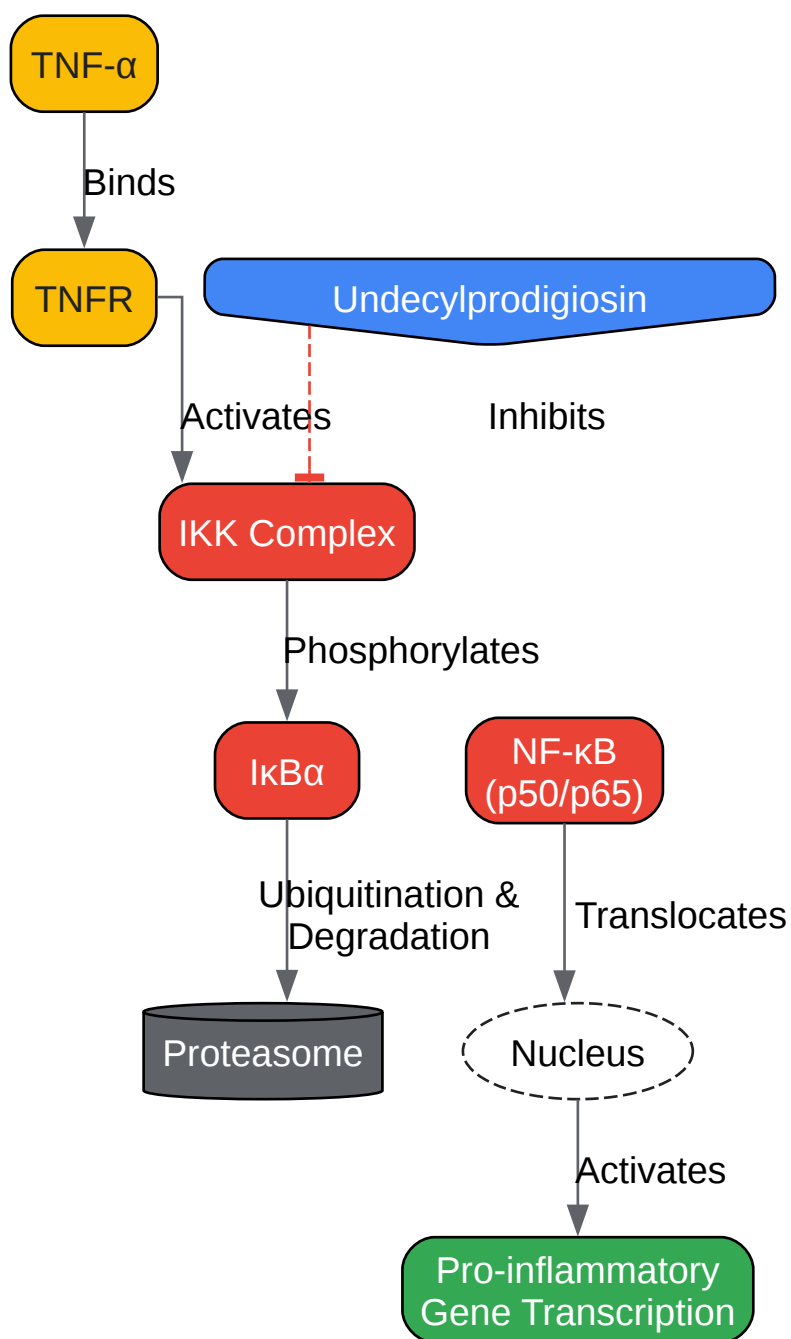 TNF-α
Binds
TNFR
Undecylprodigiosin
Activates
Inhibits
IKK Complex
Phosphorylates
IκBα
NF-κB
(p50/p65)
Ubiquitination &
Degradation
Translocates
Proteasome
Nucleus
Activates
Pro-inflammatory
Gene Transcription